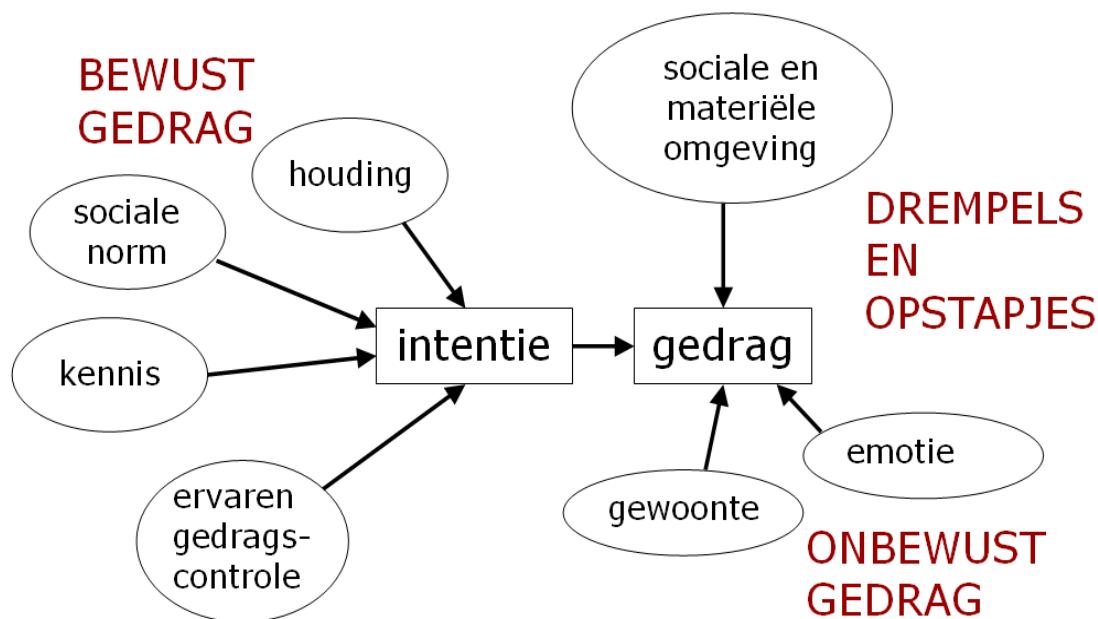 BEWUST
GEDRAG
houding
sociale
norm
kennis
ervaren
gedrags-
controle
intentie
gedrag
sociale en
materiële
omgeving
DREMPELS
EN
OPSTAPJES
gewoonte
emotie
ONBEWUST
GEDRAG